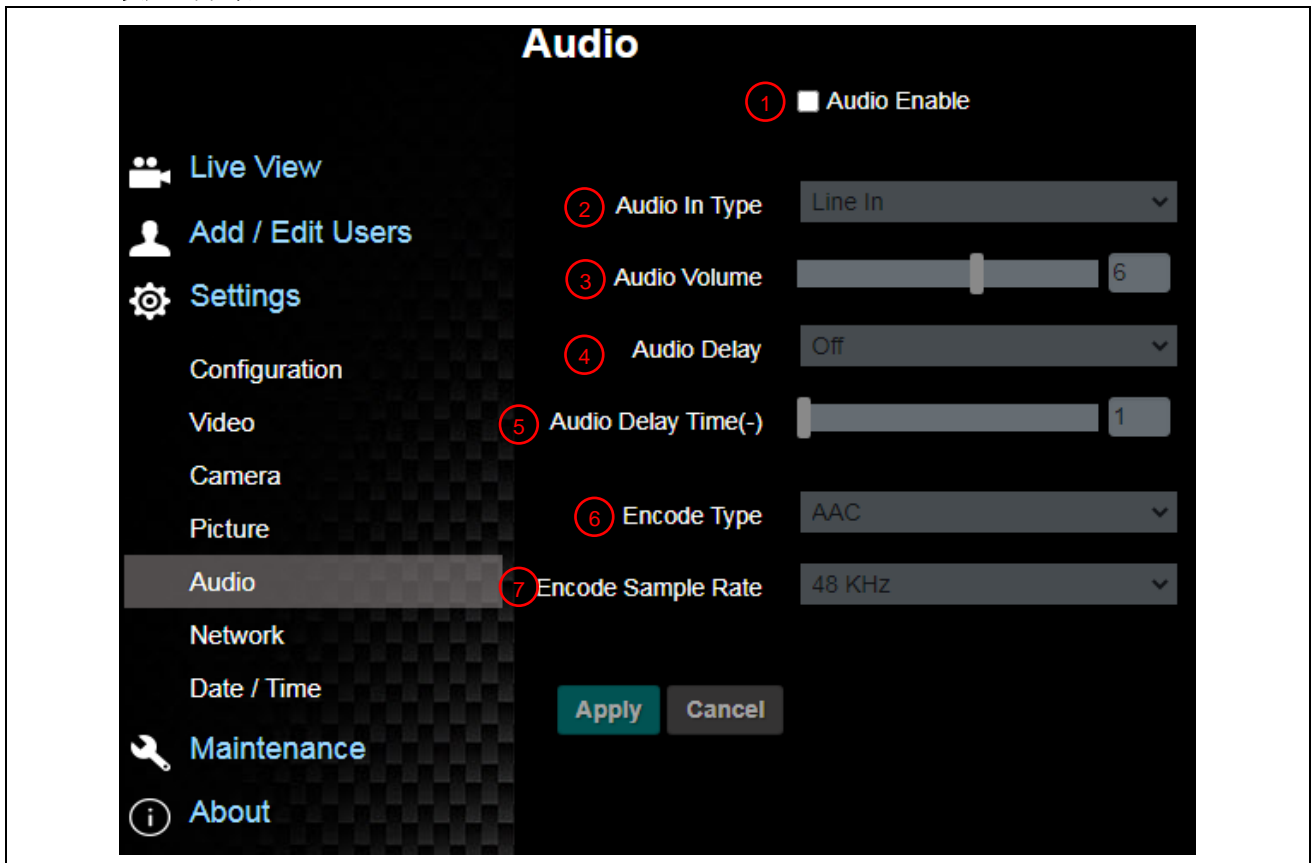 Audio
1 Audio Enable
Live View
Add / Edit Users
Settings
Configuration
Video
Camera
Picture
Audio
Network
Date / Time
Maintenance
About
2 Audio In Type Line In
3 Audio Volume 6
4 Audio Delay Off
5 Audio Delay Time(-) 1
6 Encode Type AAC
7 Encode Sample Rate 48 KHz
Apply Cancel